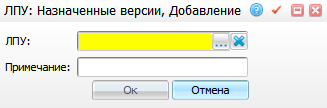 ЛПУ: Назначенные версии, Добавление
ЛПУ:
...
Примечание:
Ок Отмена